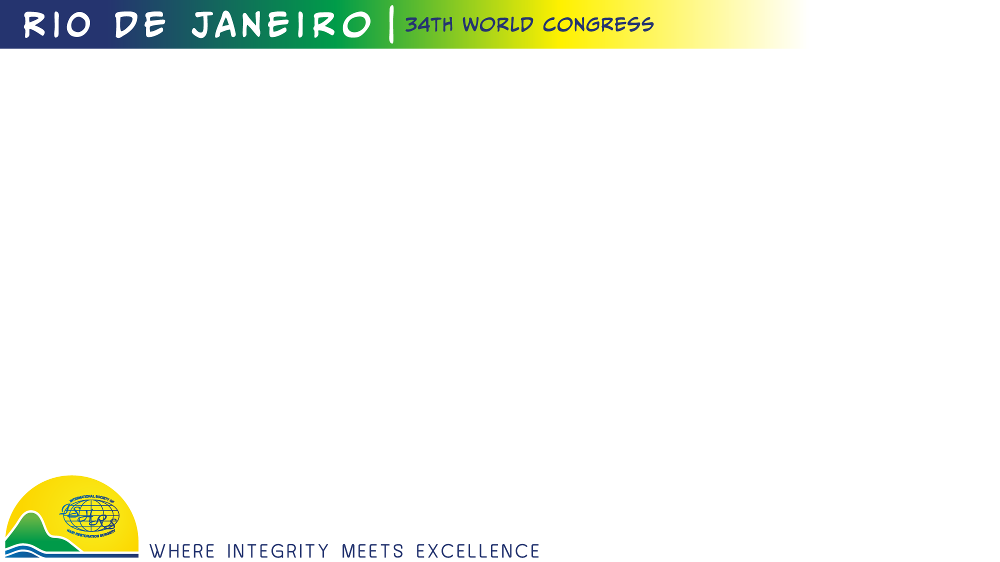 RIO DE JANEIRO | 34TH WORLD CONGRESS
INTERNATIONAL SOCIETY OF
ISHRS
HAIR RESTORATION SURGERY
WHERE INTEGRITY MEETS EXCELLENCE